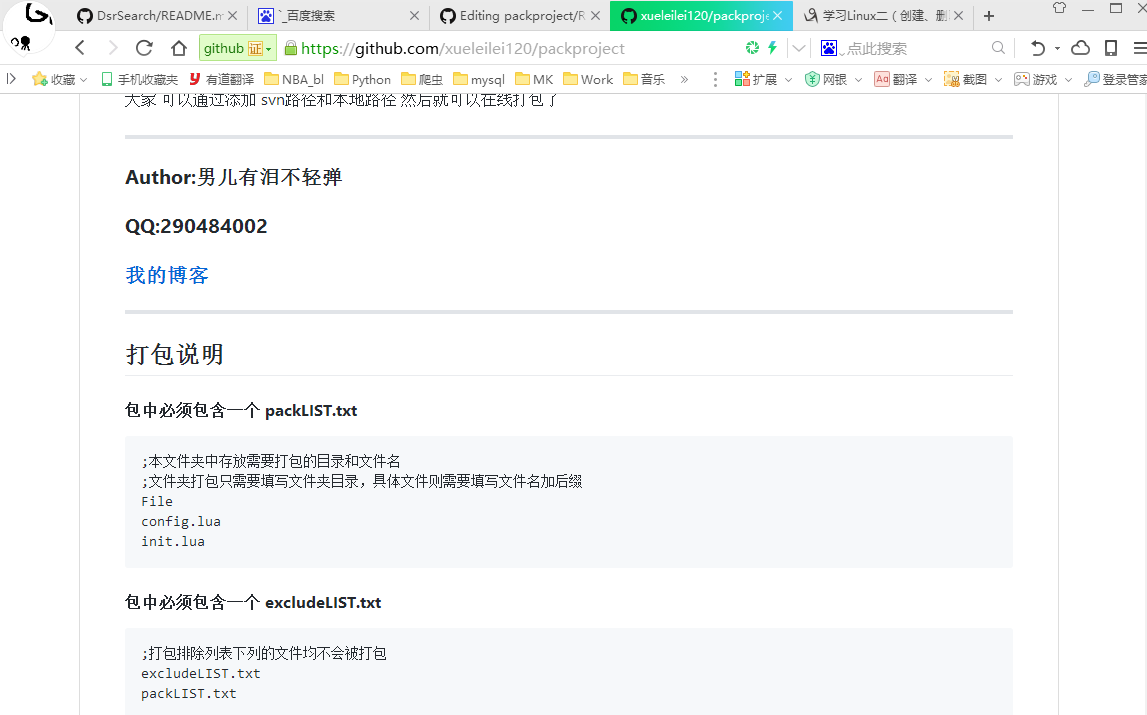 DsrSearch/README.m
`_百度搜索
Editing packproject/R
xueleilei120/packproje
学习Linux二（创建、删
github 证
https://github.com/xueleilei120/packproject
点此搜索
收藏 手机收藏夹 有道翻译 NBA_bl Python 爬虫 mysql MK Work 音乐 » 扩展 网银 Aa 翻译 截图 游戏 登录管家
大家 可以通过添加 svn路径和本地路径 然后就可以在线打包了
Author:男儿有泪不轻弹
QQ:290484002
我的博客
打包说明
包中必须包含一个 packLIST.txt
;本文件夹中存放需要打包的目录和文件名
;文件夹打包只需要填写文件夹目录，具体文件则需要填写文件名加后缀
File
config.lua
init.lua
包中必须包含一个 excludeLIST.txt
;打包排除列表下列的文件均不会被打包
excludeLIST.txt
packLIST.txt